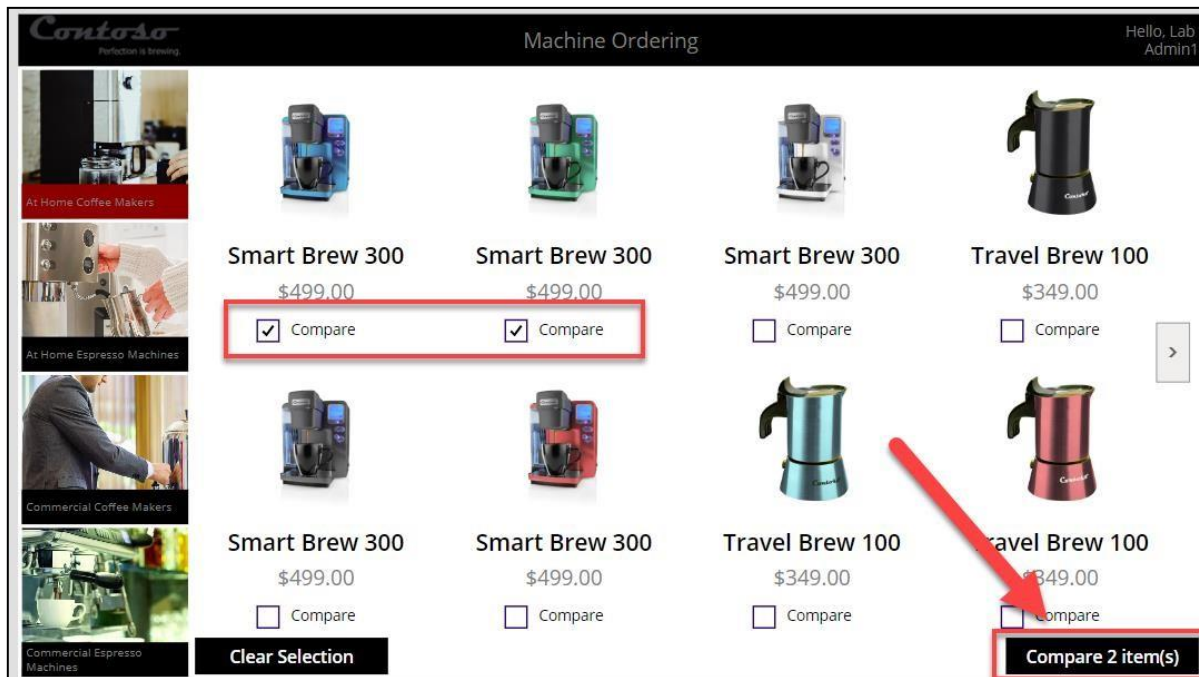 Contoso
Perfection is brewing.
Machine Ordering
Hello, Lab
Admin1
At Home Coffee Makers
At Home Espresso Machines
Commercial Coffee Makers
Commercial Espresso
Machines
Smart Brew 300
Smart Brew 300
Smart Brew 300
Travel Brew 100
$499.00
$499.00
$499.00
$349.00
Compare
Compare
Compare
Compare
>
Contoso
Smart Brew 300
Smart Brew 300
Travel Brew 100
Travel Brew 100
$499.00
$499.00
$349.00
$349.00
Compare
Compare
Compare
Compare
Clear Selection
Compare 2 item(s)